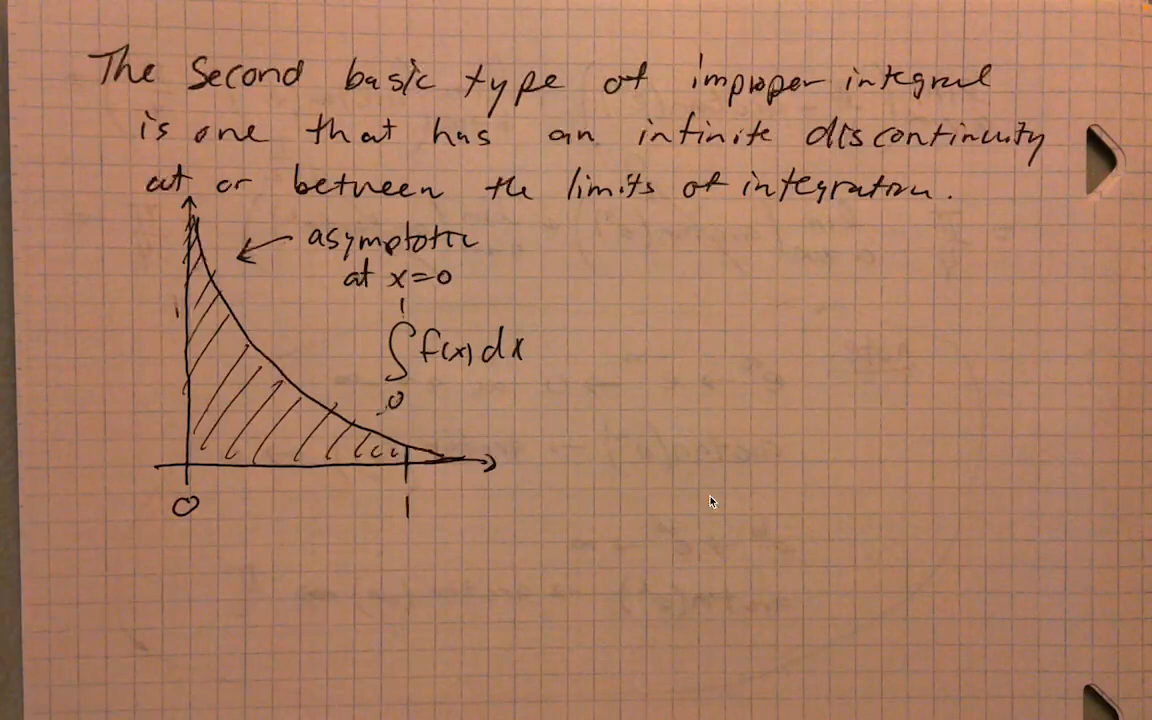 The Second basic type of improper integral
is one that has an infinite discontinuity
at or between the limits of integration.
asymptotic
at x=0
1
∫ f(x) dx
0
0 1